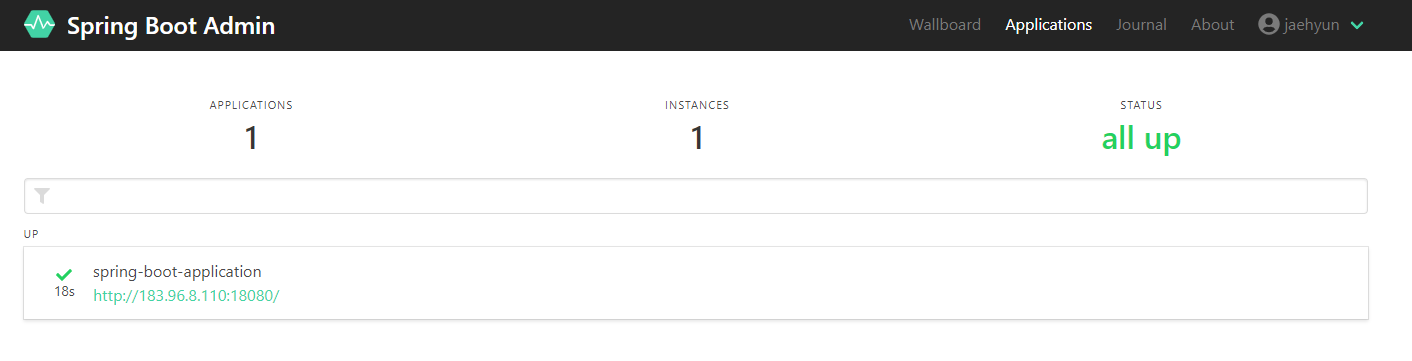 Spring Boot Admin
Wallboard Applications Journal About jaehyun
APPLICATIONS INSTANCES STATUS
1 1 all up
UP
spring-boot-application
18s http://183.96.8.110:18080/